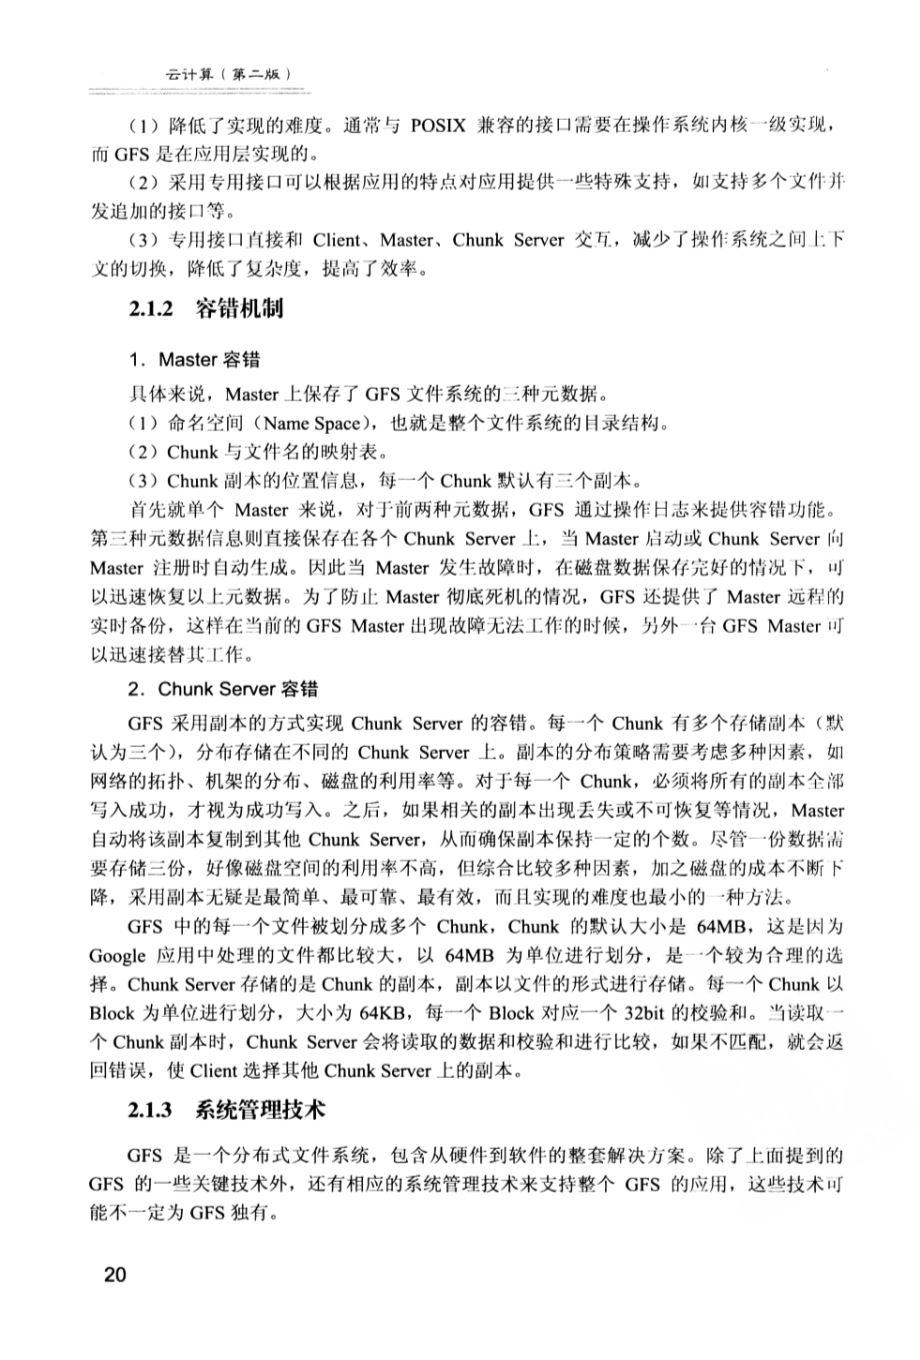 云计算（第二版）
（1）降低了实现的难度。通常与 POSIX 兼容的接口需要在操作系统内核一级实现，
而 GFS 是在应用层实现的。
（2）采用专用接口可以根据应用的特点对应用提供一些特殊支持，如支持多个文件并
发追加的接口等。
（3）专用接口直接和 Client、Master、Chunk Server 交互，减少了操作系统之间上下
文的切换，降低了复杂度，提高了效率。
2.1.2 容错机制
1．Master 容错
具体来说，Master 上保存了 GFS 文件系统的三种元数据。
（1）命名空间（Name Space），也就是整个文件系统的目录结构。
（2）Chunk 与文件名的映射表。
（3）Chunk 副本的位置信息，每一个 Chunk 默认有三个副本。
首先就单个 Master 来说，对于前两种元数据，GFS 通过操作日志来提供容错功能。
第三种元数据信息则直接保存在各个 Chunk Server 上，当 Master 启动或 Chunk Server 向
Master 注册时自动生成。因此当 Master 发生故障时，在磁盘数据保存完好的情况下，可
以迅速恢复以上元数据。为了防止 Master 彻底死机的情况，GFS 还提供了 Master 远程的
实时备份，这样在当前的 GFS Master 出现故障无法工作的时候，另外一台 GFS Master 可
以迅速接替其工作。
2．Chunk Server 容错
GFS 采用副本的方式实现 Chunk Server 的容错。每一个 Chunk 有多个存储副本（默
认为三个），分布存储在不同的 Chunk Server 上。副本的分布策略需要考虑多种因素，如
网络的拓扑、机架的分布、磁盘的利用率等。对于每一个 Chunk，必须将所有的副本全部
写入成功，才视为成功写入。之后，如果相关的副本出现丢失或不可恢复等情况，Master
自动将该副本复制到其他 Chunk Server，从而确保副本保持一定的个数。尽管一份数据需
要存储三份，好像磁盘空间的利用率不高，但综合比较多种因素，加之磁盘的成本不断下
降，采用副本无疑是最简单、最可靠、最有效，而且实现的难度也最小的一种方法。
GFS 中的每一个文件被划分成多个 Chunk，Chunk 的默认大小是 64MB，这是因为
Google 应用中处理的文件都比较大，以 64MB 为单位进行划分，是一个较为合理的选
择。Chunk Server 存储的是 Chunk 的副本，副本以文件的形式进行存储。每一个 Chunk 以
Block 为单位进行划分，大小为 64KB，每一个 Block 对应一个 32bit 的校验和。当读取一
个 Chunk 副本时，Chunk Server 会将读取的数据和校验和进行比较，如果不匹配，就会返
回错误，使 Client 选择其他 Chunk Server 上的副本。
2.1.3 系统管理技术
GFS 是一个分布式文件系统，包含从硬件到软件的整套解决方案。除了上面提到的
GFS 的一些关键技术外，还有相应的系统管理技术来支持整个 GFS 的应用，这些技术可
能不一定为 GFS 独有。
20